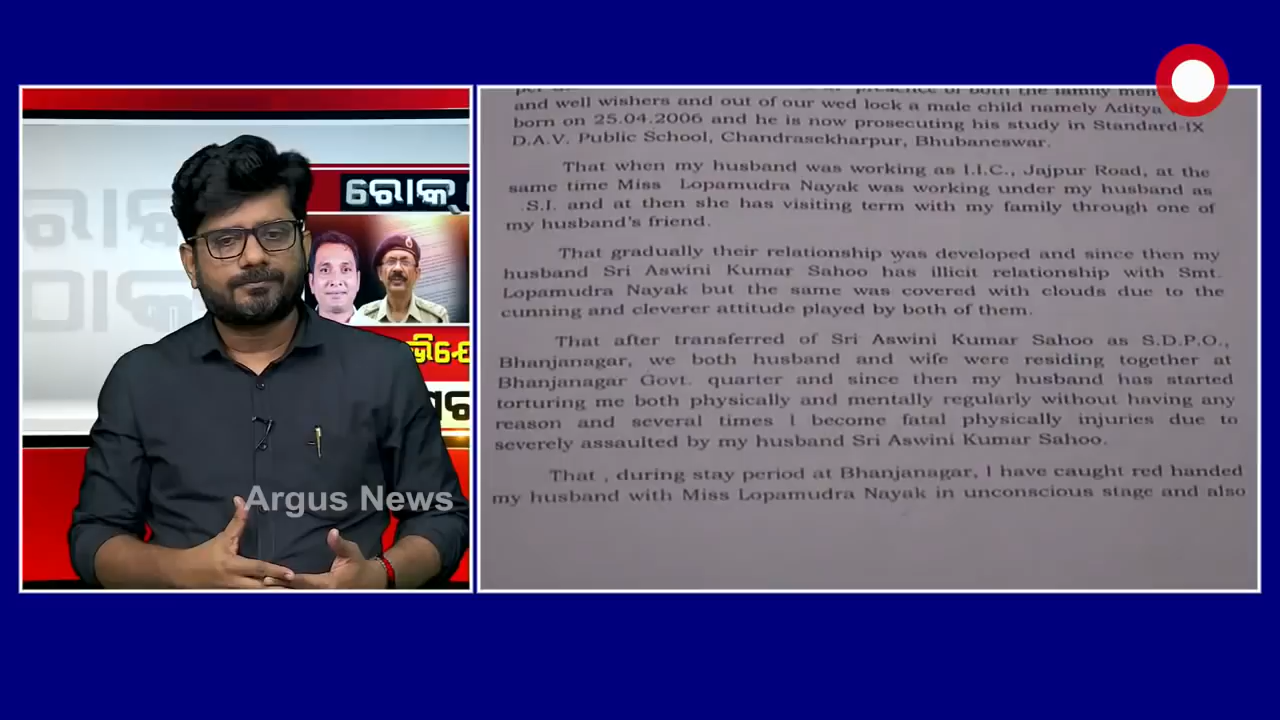 ରୋକ୍
ଠୋକ୍
ରୋକ୍
Argus News
and well wishers and out of our wed lock a male child namely Aditya
born on 25.04.2006 and he is now prosecuting his study in Standard-IX
D.A.V. Public School, Chandrasekharpur, Bhubaneswar.
That when my husband was working as I.I.C., Jajpur Road, at the
same time Miss Lopamudra Nayak was working under my husband as
S.I. and at then she has visiting term with my family through one of
my husband's friend.
That gradually their relationship was developed and since then my
husband Sri Aswini Kumar Sahoo has illicit relationship with Smt.
Lopamudra Nayak but the same was covered with clouds due to the
cunning and cleverer attitude played by both of them.
That after transferred of Sri Aswini Kumar Sahoo as S.D.P.O.,
Bhanjanagar, we both husband and wife were residing together at
Bhanjanagar Govt. quarter and since then my husband has started
torturing me both physically and mentally regularly without having any
reason and several times I become fatal physically injuries due to
severely assaulted by my husband Sri Aswini Kumar Sahoo.
That , during stay period at Bhanjanagar, I have caught red handed
my husband with Miss Lopamudra Nayak in unconscious stage and also